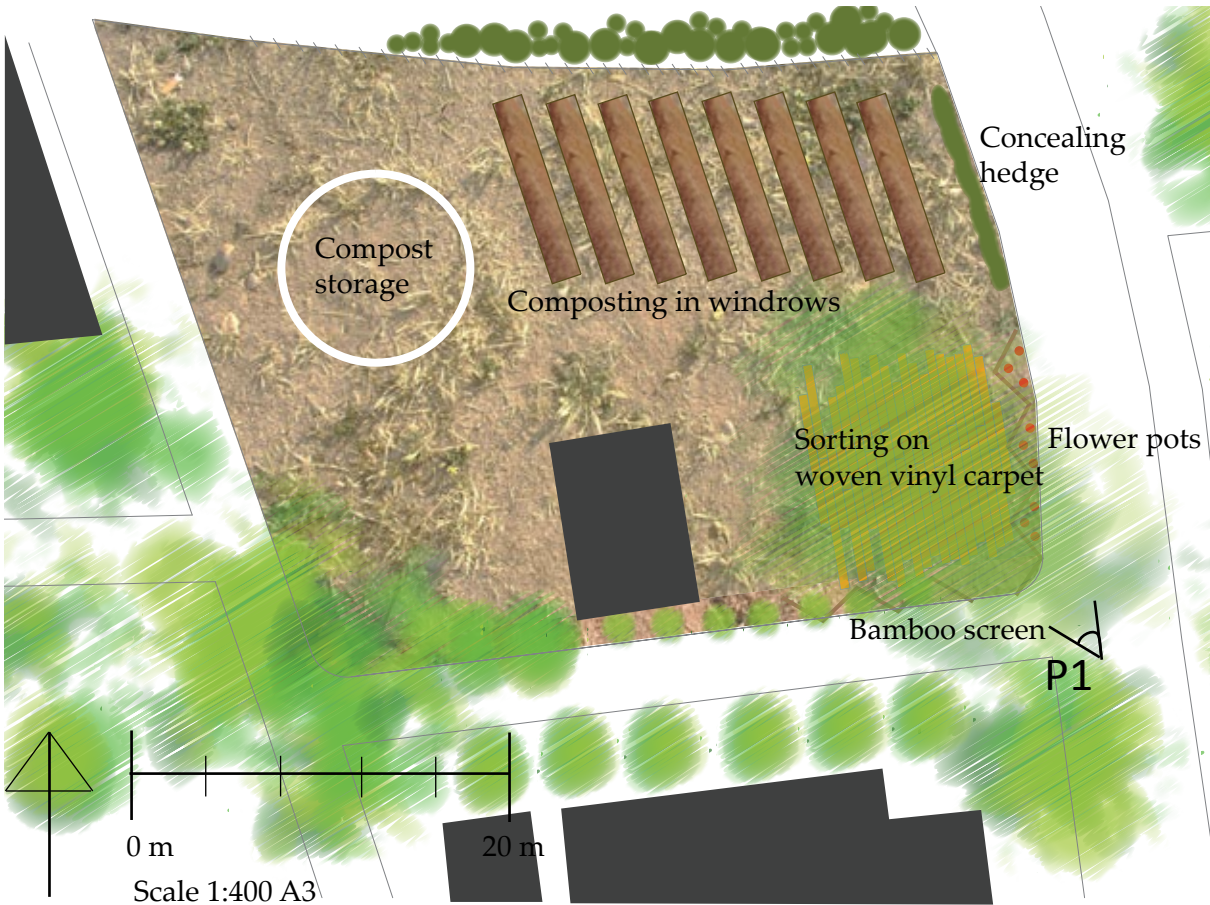 Concealing
hedge
Compost
storage
Composting in windrows
Sorting on
woven vinyl carpet
Flower pots
Bamboo screen
P1
0 m
20 m
Scale 1:400 A3